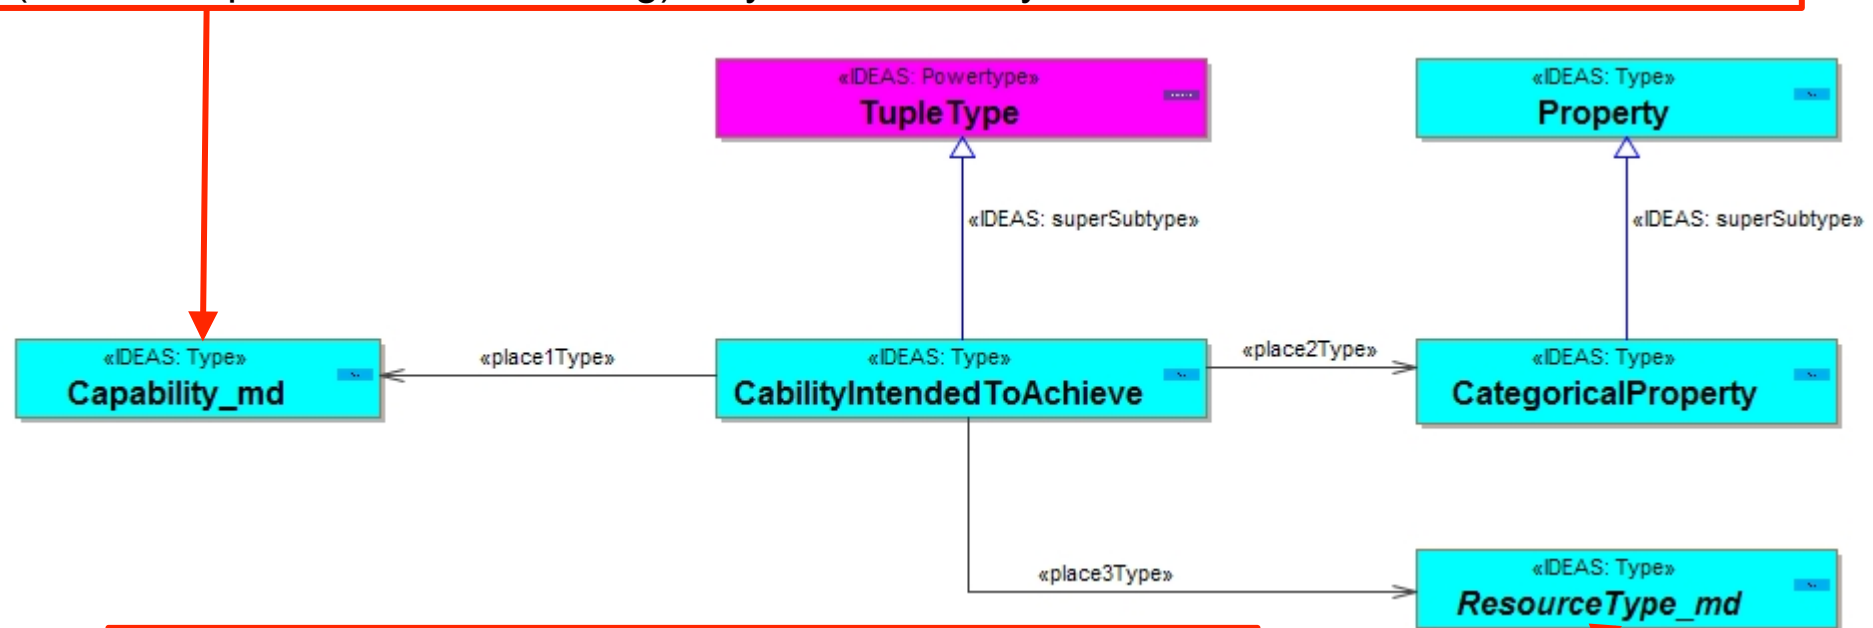 «IDEAS: Powertype»
TupleType
«IDEAS: Type»
Property
«IDEAS: superSubtype»
«IDEAS: superSubtype»
«IDEAS: Type»
Capability_md
«place1Type»
«IDEAS: Type»
CabilityIntendedToAchieve
«place2Type»
«IDEAS: Type»
CategoricalProperty
«place3Type»
«IDEAS: Type»
ResourceType_md